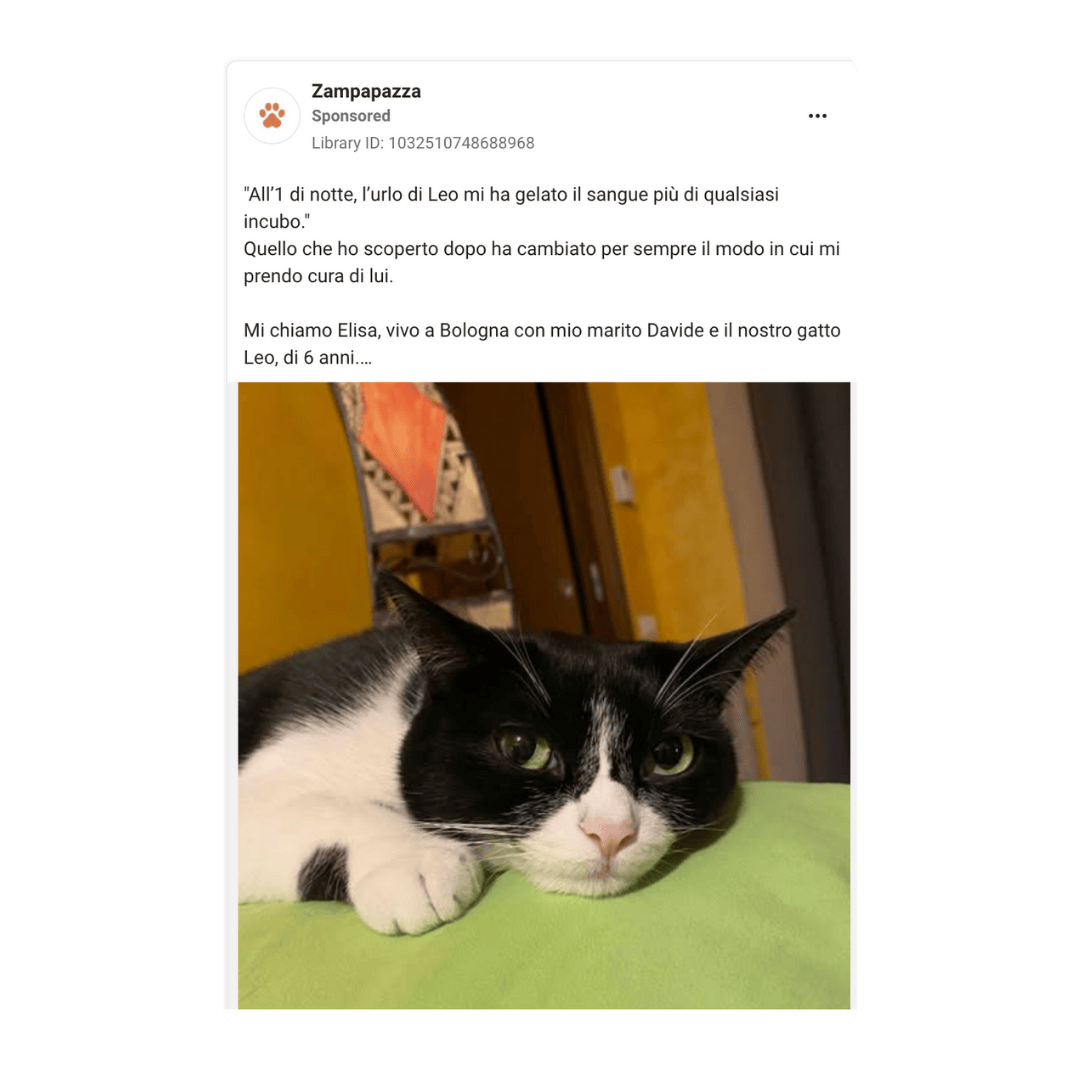 Zampapazza
Sponsored
Library ID: 1032510748688968
"All’1 di notte, l’urlo di Leo mi ha gelato il sangue più di qualsiasi
incubo."
Quello che ho scoperto dopo ha cambiato per sempre il modo in cui mi
prendo cura di lui.
Mi chiamo Elisa, vivo a Bologna con mio marito Davide e il nostro gatto
Leo, di 6 anni.…